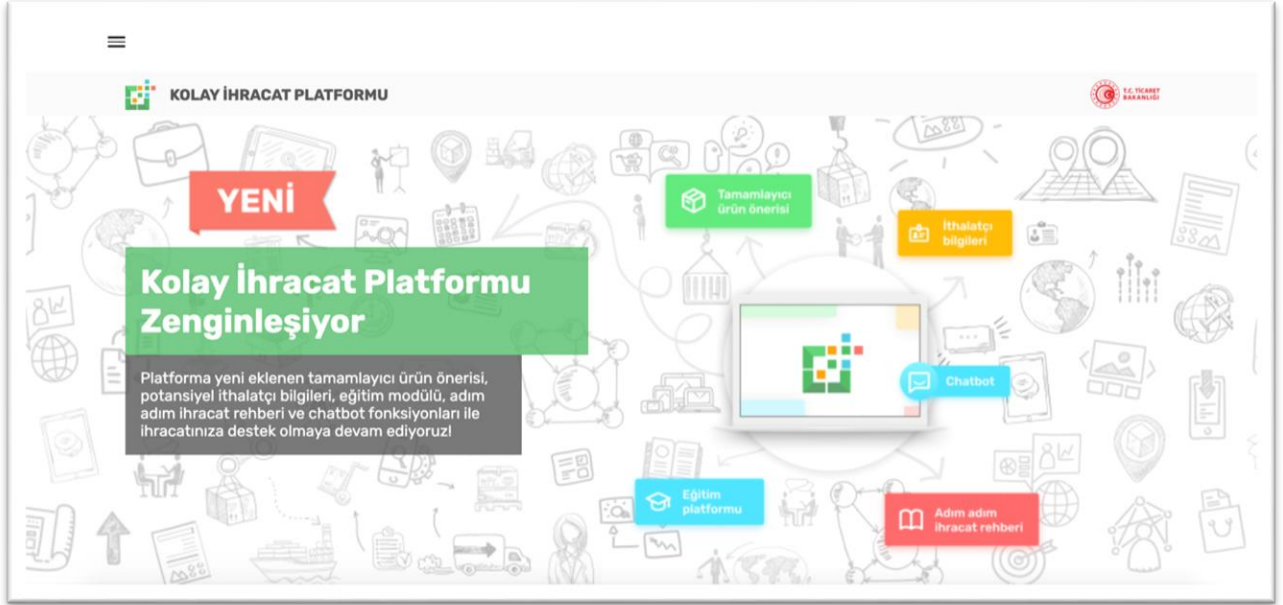 KOLAY İHRACAT PLATFORMU
T.C. TİCARET
BAKANLIĞI
YENİ
Kolay İhracat Platformu
Zenginleşiyor
Platforma yeni eklenen tamamlayıcı ürün önerisi,
potansiyel ithalatçı bilgileri, eğitim modülü, adım
adım ihracat rehberi ve chatbot fonksiyonları ile
ihracatınıza destek olmaya devam ediyoruz!
Tamamlayıcı
ürün önerisi
İthalatçı
bilgileri
Chatbot
Eğitim
platformu
Adım adım
ihracat rehberi